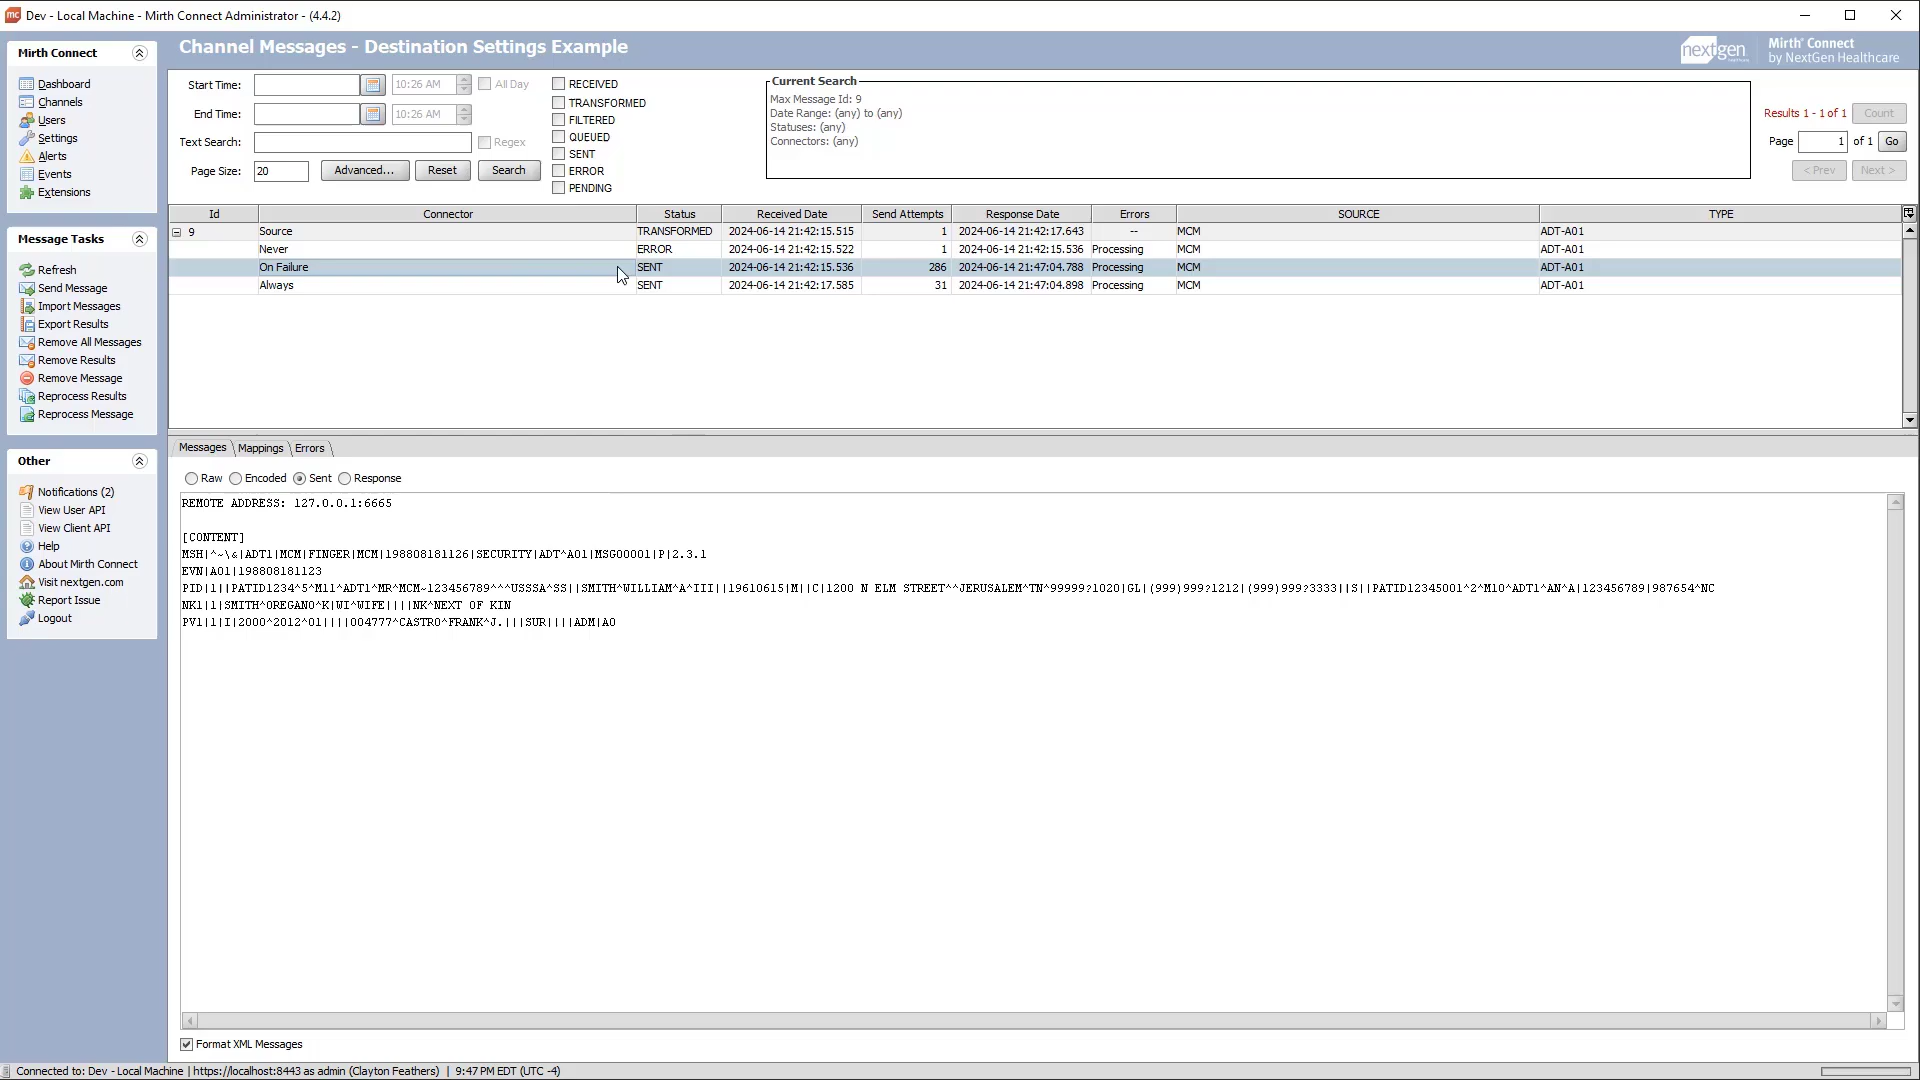 Dev - Local Machine - Mirth Connect Administrator - (4.4.2)
Mirth Connect
Dashboard
Channels
Users
Settings
Alerts
Events
Extensions
Message Tasks
Refresh
Send Message
Import Messages
Export Results
Remove All Messages
Remove Results
Remove Message
Reprocess Results
Reprocess Message
Other
Notifications (2)
View User API
View Client API
Help
About Mirth Connect
Visit nextgen.com
Report Issue
Logout
Channel Messages - Destination Settings Example
nextgen
Mirth® Connect
by NextGen Healthcare
Start Time: 10:26 AM All Day
End Time: 10:26 AM
Text Search: Regex
Page Size: 20 Advanced... Reset Search
RECEIVED
TRANSFORMED
FILTERED
QUEUED
SENT
ERROR
PENDING
Current Search
Max Message Id: 9
Date Range: (any) to (any)
Statuses: (any)
Connectors: (any)
Results 1 - 1 of 1 Count
Page 1 of 1 Go
< Prev Next >
Id Connector Status Received Date Send Attempts Response Date Errors SOURCE TYPE
9 Source TRANSFORMED 2024-06-14 21:42:15.515 1 2024-06-14 21:42:17.643 -- MCM ADT-A01
Never ERROR 2024-06-14 21:42:15.522 1 2024-06-14 21:42:15.536 Processing MCM ADT-A01
On Failure SENT 2024-06-14 21:42:15.536 286 2024-06-14 21:47:04.788 Processing MCM ADT-A01
Always SENT 2024-06-14 21:42:17.585 31 2024-06-14 21:47:04.898 Processing MCM ADT-A01
Messages Mappings Errors
Raw Encoded Sent Response
REMOTE ADDRESS: 127.0.0.1:6665
[CONTENT]
MSH|^~\&|ADT1|MCM|FINGER|MCM|198808181126|SECURITY|ADT^A01|MSG00001|P|2.3.1
EVN|A01|198808181123
PID|1||PATID1234^5^M11^ADT1^MR^MCM~123456789^^^USSSA^SS||SMITH^WILLIAM^A^III||19610615|M||C|1200 N ELM STREET^^JERUSALEM^TN^99999?1020|GL|(999)999?1212|(999)999?3333||S||PATID12345001^2^M10^ADT1^AN^A|123456789|987654^NC
NK1|1|SMITH^OREGANO^K|WI^WIFE||||NK^NEXT OF KIN
PV1|1|I|2000^2012^01||||004777^CASTRO^FRANK^J.|||SUR||||ADM|A0
Format XML Messages
Connected to: Dev - Local Machine | https://localhost:8443 as admin (Clayton Feathers) | 9:47 PM EDT (UTC -4)